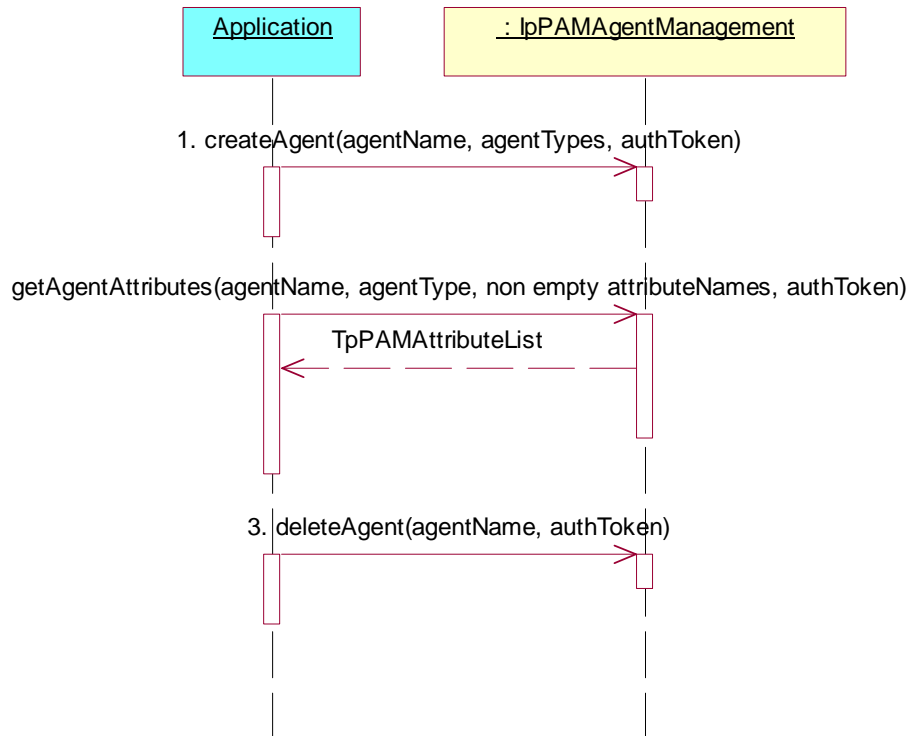 Application
: IpPAMAgentManagement
1. createAgent(agentName, agentTypes, authToken)
getAgentAttributes(agentName, agentType, non empty attributeNames, authToken)
TpPAMAttributeList
3. deleteAgent(agentName, authToken)